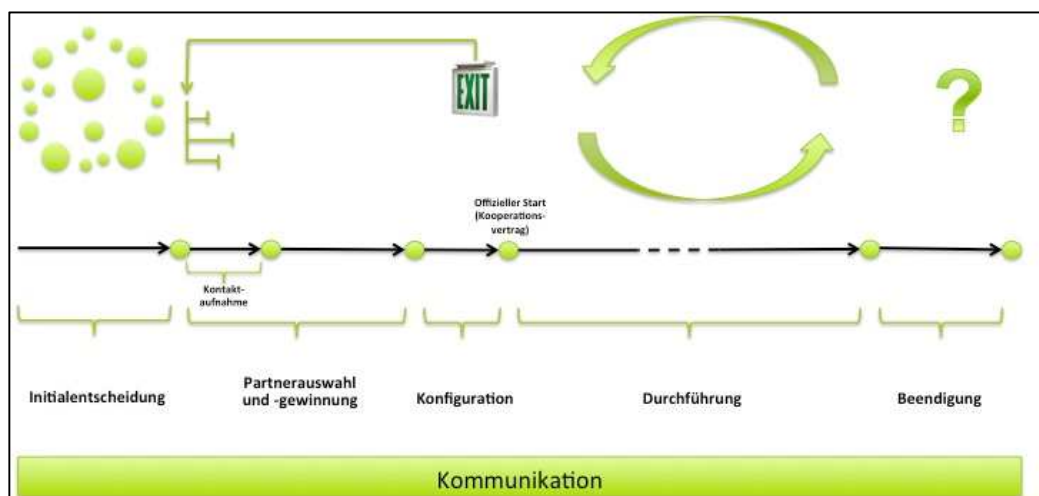 EXIT
?
Offizieller Start
(Kooperations-
vertrag)
Kontakt-
aufnahme
Initialentscheidung
Partnerauswahl
und -gewinnung
Konfiguration
Durchführung
Beendigung
Kommunikation